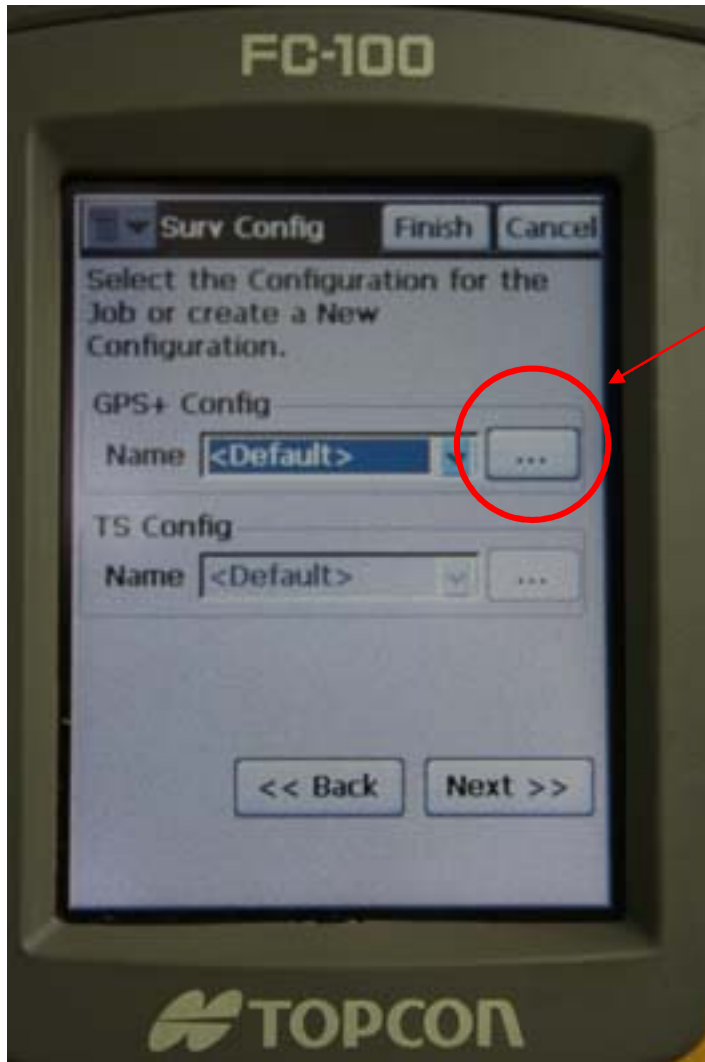 FC-100
Surv Config Finish Cancel
Select the Configuration for the
Job or create a New
Configuration.
GPS+ Config
Name <Default> ...
TS Config
Name <Default> ...
<< Back Next >>
TOPCON